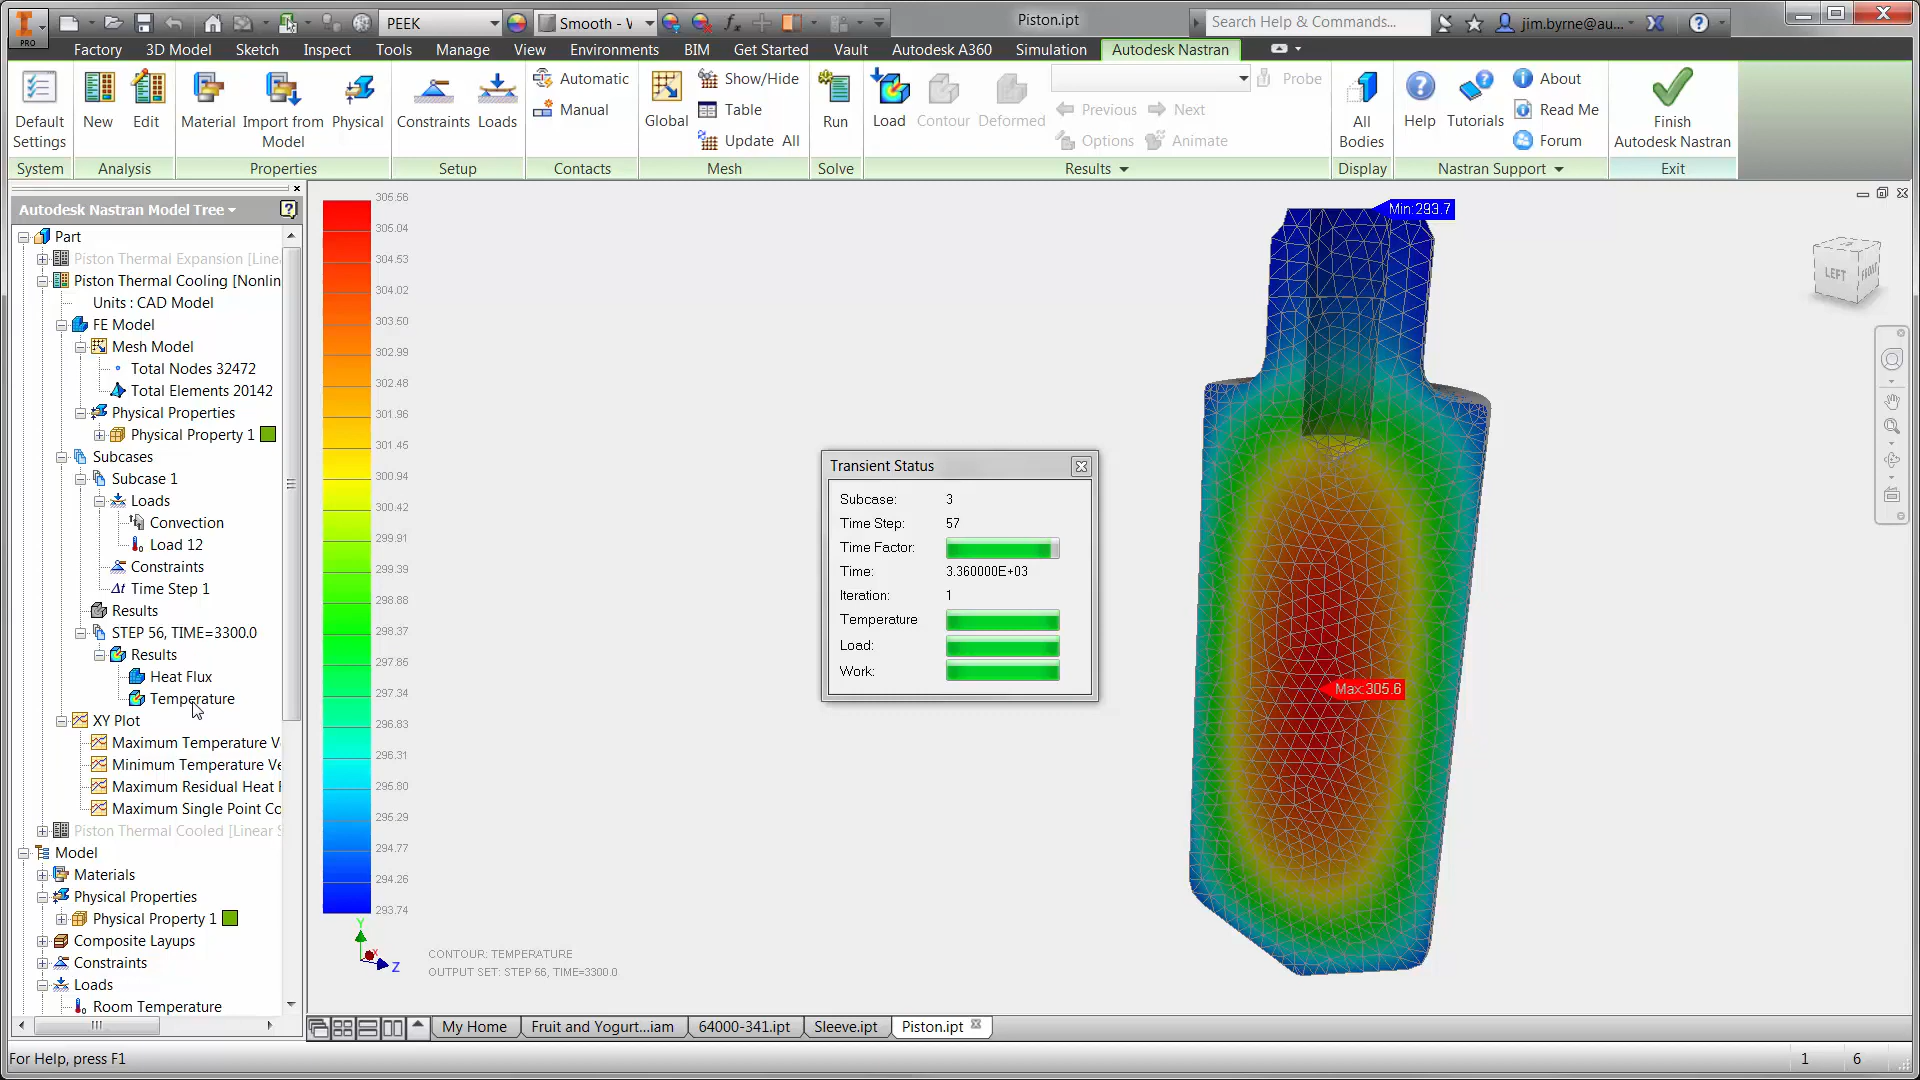 PRO
PEEK
Smooth - V
Piston.ipt
Search Help & Commands...
jim.byrne@au...
Factory
3D Model
Sketch
Inspect
Tools
Manage
View
Environments
BIM
Get Started
Vault
Autodesk A360
Simulation
Autodesk Nastran
Default Settings
New
Edit
Material
Import from Model
Physical
Constraints
Loads
Automatic
Manual
Global
Show/Hide
Table
Update All
Run
Load
Contour
Deformed
Probe
Previous
Next
Options
Animate
All Bodies
Help
Tutorials
About
Read Me
Forum
Finish Autodesk Nastran
System
Analysis
Properties
Setup
Contacts
Mesh
Solve
Results
Display
Nastran Support
Exit
Autodesk Nastran Model Tree
Part
Piston Thermal Expansion [Line
Piston Thermal Cooling [Nonlin
Units : CAD Model
FE Model
Mesh Model
Total Nodes 32472
Total Elements 20142
Physical Properties
Physical Property 1
Subcases
Subcase 1
Loads
Convection
Load 12
Constraints
Δt Time Step 1
Results
STEP 56, TIME=3300.0
Results
Heat Flux
Temperature
XY Plot
Maximum Temperature V
Minimum Temperature Ve
Maximum Residual Heat F
Maximum Single Point Co
Piston Thermal Cooled [Linear S
Model
Materials
Physical Properties
Physical Property 1
Composite Layups
Constraints
Loads
Room Temperature
305.56
305.04
304.53
304.02
303.50
302.99
302.48
301.96
301.45
300.94
300.42
299.91
299.39
298.88
298.37
297.86
297.34
296.83
296.31
295.80
295.29
294.77
294.26
293.74
Y
X
Z
CONTOUR: TEMPERATURE
OUTPUT SET: STEP 56, TIME=3300.0
Transient Status
Subcase: 3
Time Step: 57
Time Factor:
Time: 3.360000E+03
Iteration: 1
Temperature
Load:
Work:
Min:293.7
Max:305.6
LEFT
FRONT
My Home
Fruit and Yogurt...iam
64000-341.ipt
Sleeve.ipt
Piston.ipt
For Help, press F1
1
6